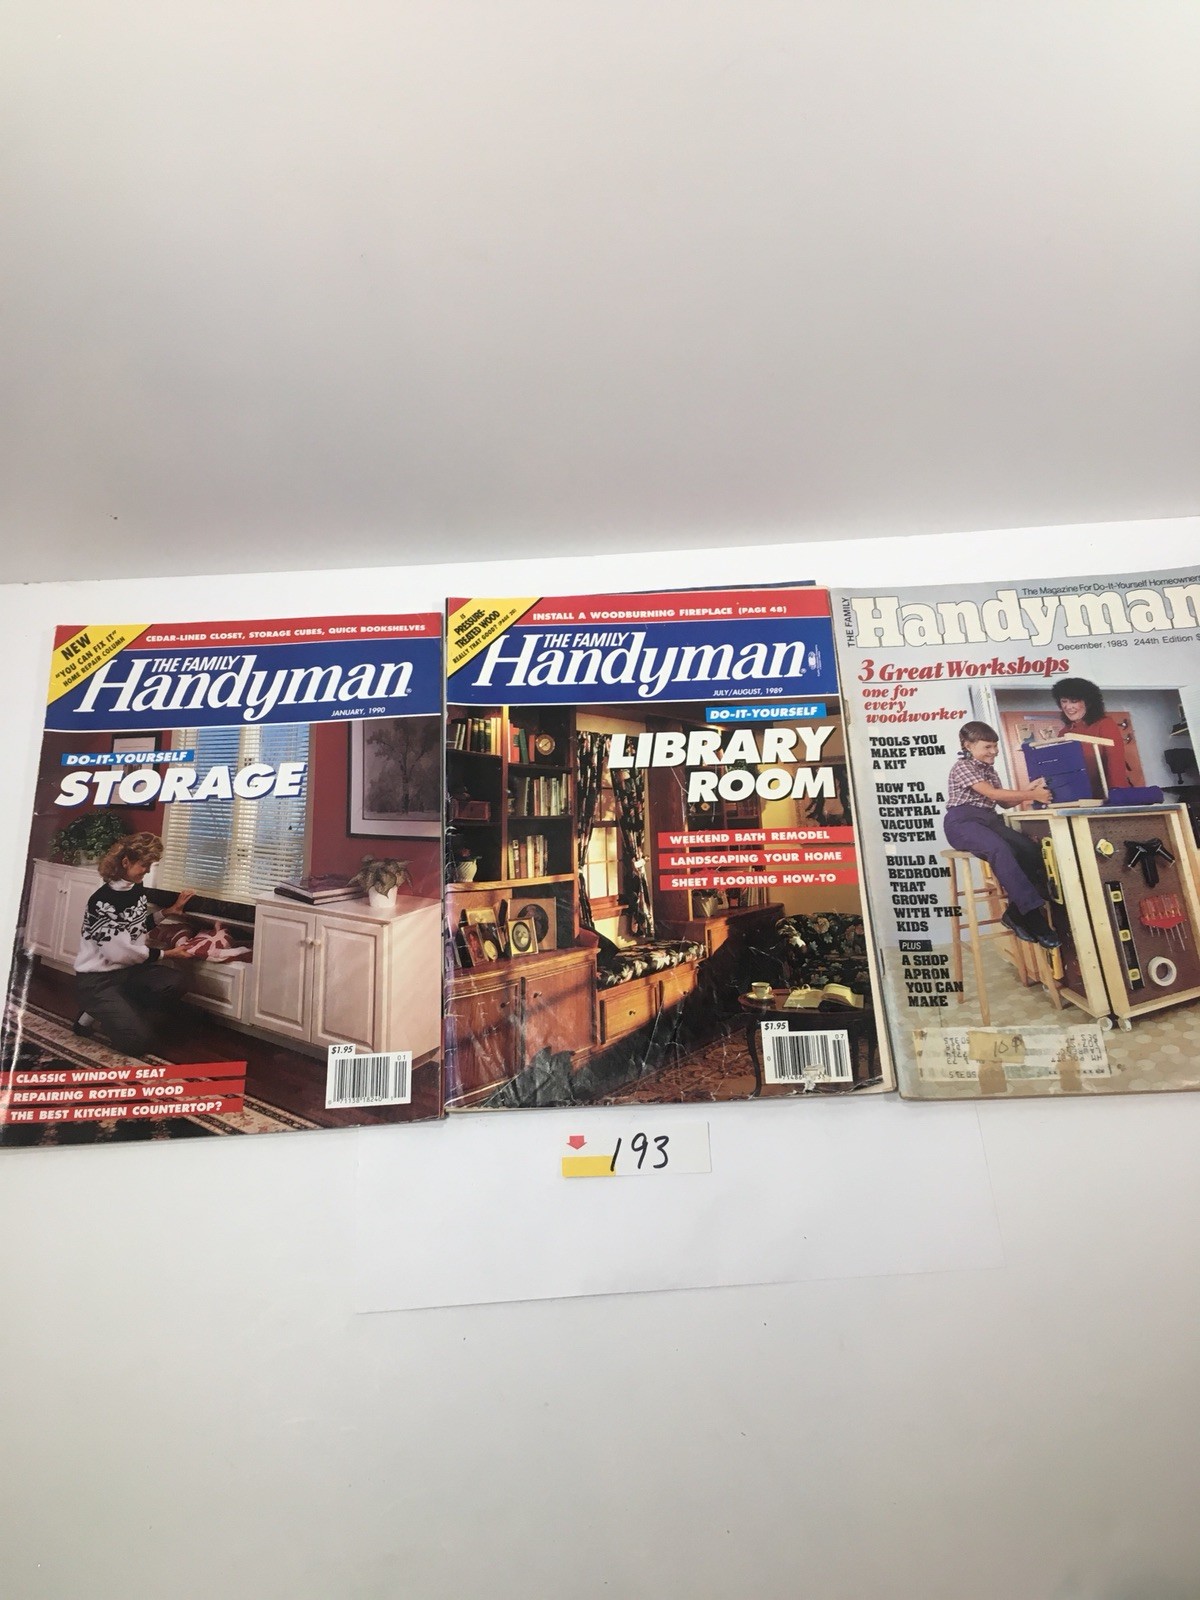 NEW
"YOU CAN FIX IT"
HOME REPAIR COLUMN
CEDAR-LINED CLOSET, STORAGE CUBES, QUICK BOOKSHELVES
THE FAMILY
Handyman
JANUARY, 1990
DO-IT-YOURSELF
STORAGE
CLASSIC WINDOW SEAT
REPAIRING ROTTED WOOD
THE BEST KITCHEN COUNTERTOP?
$1.95
01
IS
PRESSURE-
TREATED WOOD
REALLY THAT GOOD?
INSTALL A WOODBURNING FIREPLACE (PAGE 48)
THE FAMILY
Handyman
JULY/AUGUST, 1989
DO-IT-YOURSELF
LIBRARY
ROOM
WEEKEND BATH REMODEL
LANDSCAPING YOUR HOME
SHEET FLOORING HOW-TO
$1.95
07
The Magazine For Do-It-Yourself Homeowners
THE FAMILY
Handyman
December, 1983 244th Edition
3 Great Workshops
one for
every
woodworker
TOOLS YOU
MAKE FROM
A KIT
HOW TO
INSTALL A
CENTRAL
VACUUM
SYSTEM
BUILD A
BEDROOM
THAT
GROWS
WITH THE
KIDS
PLUS
A SHOP
APRON
YOU CAN
MAKE
10¢
193